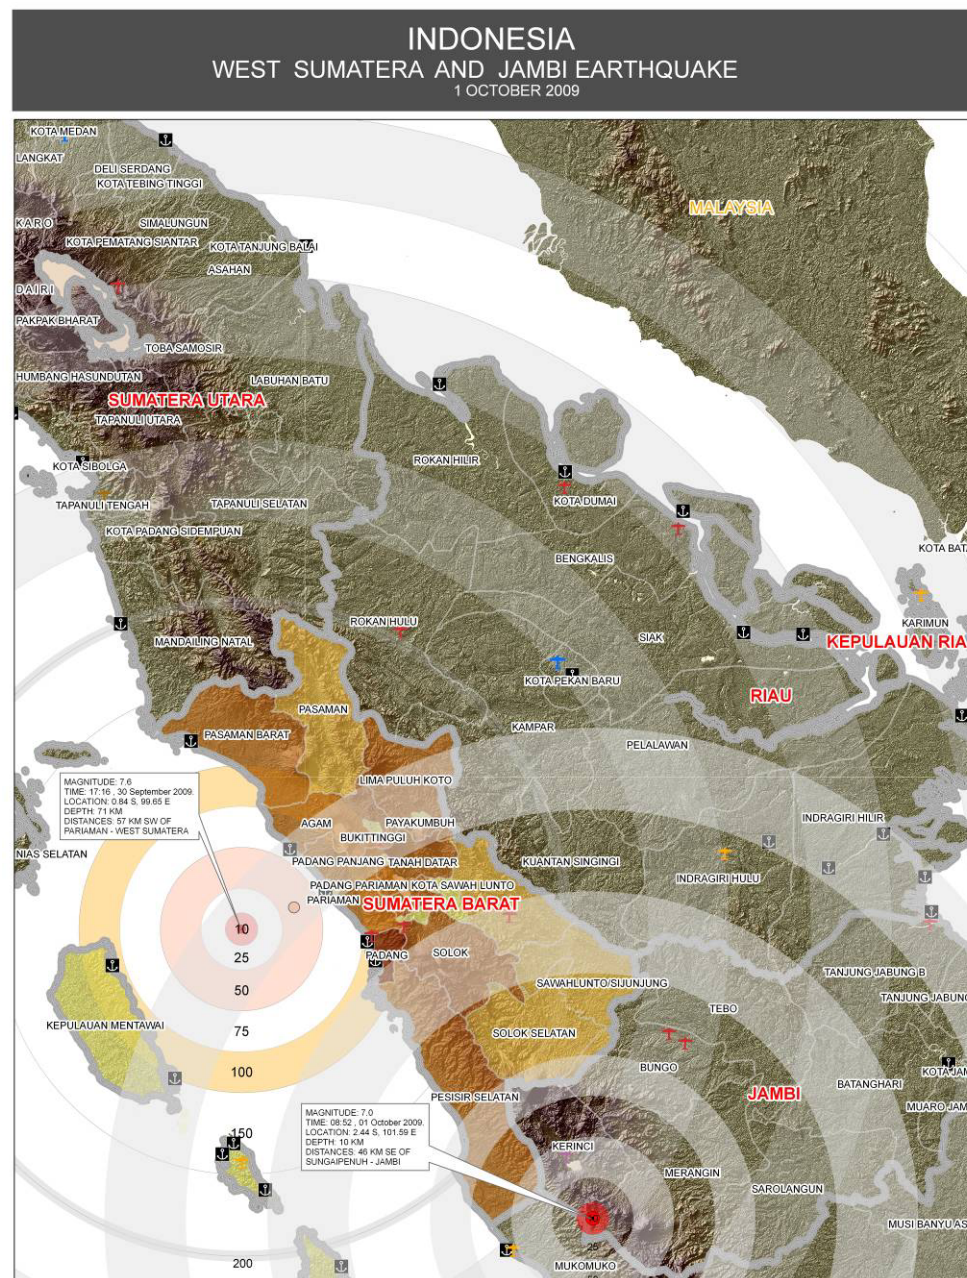 INDONESIA
WEST SUMATERA AND JAMBI EARTHQUAKE
1 OCTOBER 2009
KOTA MEDAN
LANGKAT
DELI SERDANG
KOTA TEBING TINGGI
MALAYSIA
KARO
SIMALUNGUN
KOTA PEMATANG SIANTAR
KOTA TANJUNG BALAI
ASAHAN
DAIRI
PAKPAK BHARAT
TOBA SAMOSIR
HUMBANG HASUNDUTAN
LABUHAN BATU
SUMATERA UTARA
TAPANULI UTARA
ROKAN HILIR
KOTA SIBOLGA
TAPANULI TENGAH
TAPANULI SELATAN
KOTA DUMAI
KOTA PADANG SIDEMPUAN
KOTA BATA
BENGKALIS
ROKAN HULU
KARIMUN
MANDAILING NATAL
SIAK
KEPULAUAN RIA
KOTA PEKAN BARU
RIAU
PASAMAN
PASAMAN BARAT
KAMPAR
PELALAWAN
MAGNITUDE: 7.6
TIME: 17:16 , 30 September 2009.
LOCATION: 0.84 S, 99.65 E
DEPTH: 71 KM
DISTANCES: 57 KM SW OF
PARIAMAN - WEST SUMATERA
LIMA PULUH KOTO
AGAM
PAYAKUMBUH
BUKITTINGGI
INDRAGIRI HILIR
NIAS SELATAN
PADANG PANJANG
TANAH DATAR
KUANTAN SINGINGI
INDRAGIRI HULU
PADANG PARIAMAN
KOTA SAWAH LUNTO
PARIAMAN
SUMATERA BARAT
10
25
50
75
100
150
200
PADANG
SOLOK
SAWAHLUNTO/SIJUNJUNG
TANJUNG JABUNG B
TANJUNG JABUNG
KEPULAUAN MENTAWAI
TEBO
SOLOK SELATAN
BUNGO
KOTA JAM
BATANGHARI
JAMBI
PESISIR SELATAN
MUARO JAM
MAGNITUDE: 7.0
TIME: 08:52 , 01 October 2009.
LOCATION: 2.44 S, 101.59 E
DEPTH: 10 KM
DISTANCES: 46 KM SE OF
SUNGAIPENUH - JAMBI
KERINCI
MERANGIN
SAROLANGUN
MUSI BANYU AS
25
MUKOMUKO